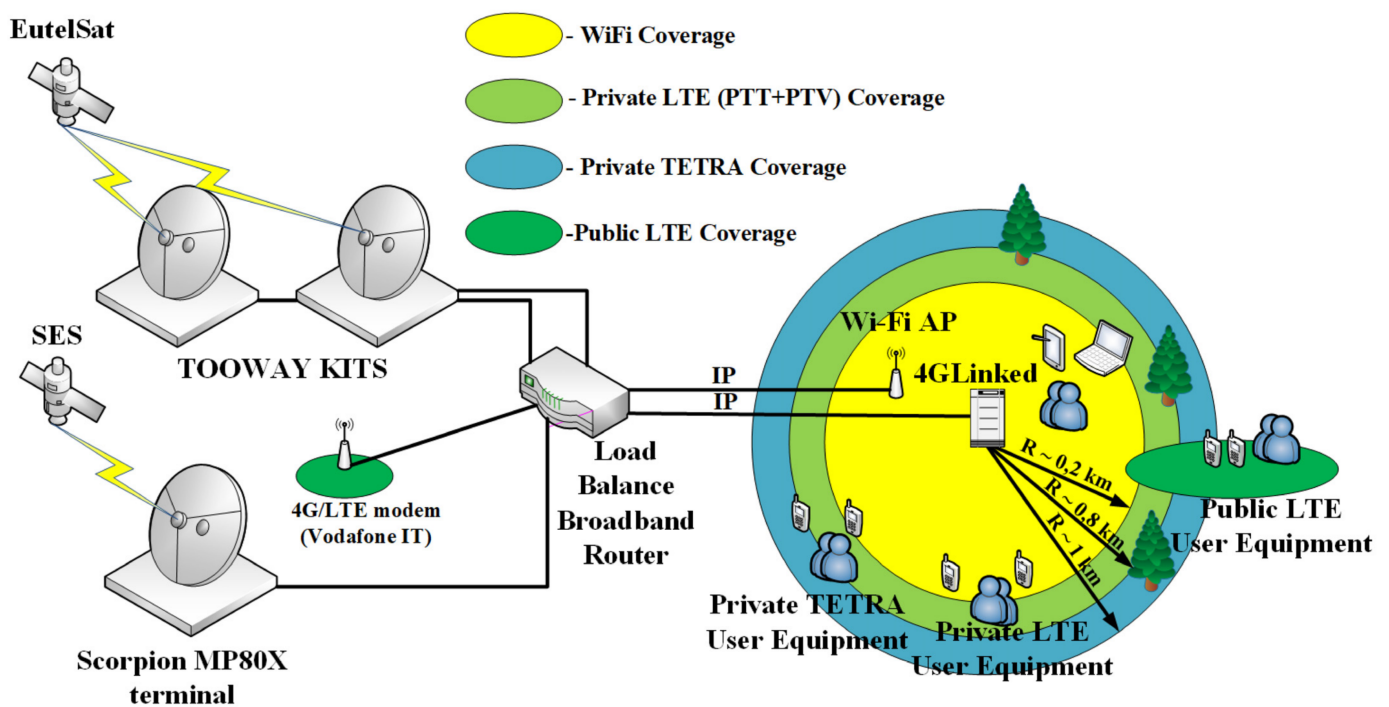 EutelSat
- WiFi Coverage
- Private LTE (PTT+PTV) Coverage
- Private TETRA Coverage
-Public LTE Coverage
TOOWAY KITS
SES
4G/LTE modem
(Vodafone IT)
Scorpion MP80X
terminal
Load
Balance
Broadband
Router
IP
IP
Wi-Fi AP
4GLinked
R ~ 0,2 km
R ~ 0,8 km
R ~ 1 km
Public LTE
User Equipment
Private TETRA
User Equipment
Private LTE
User Equipment